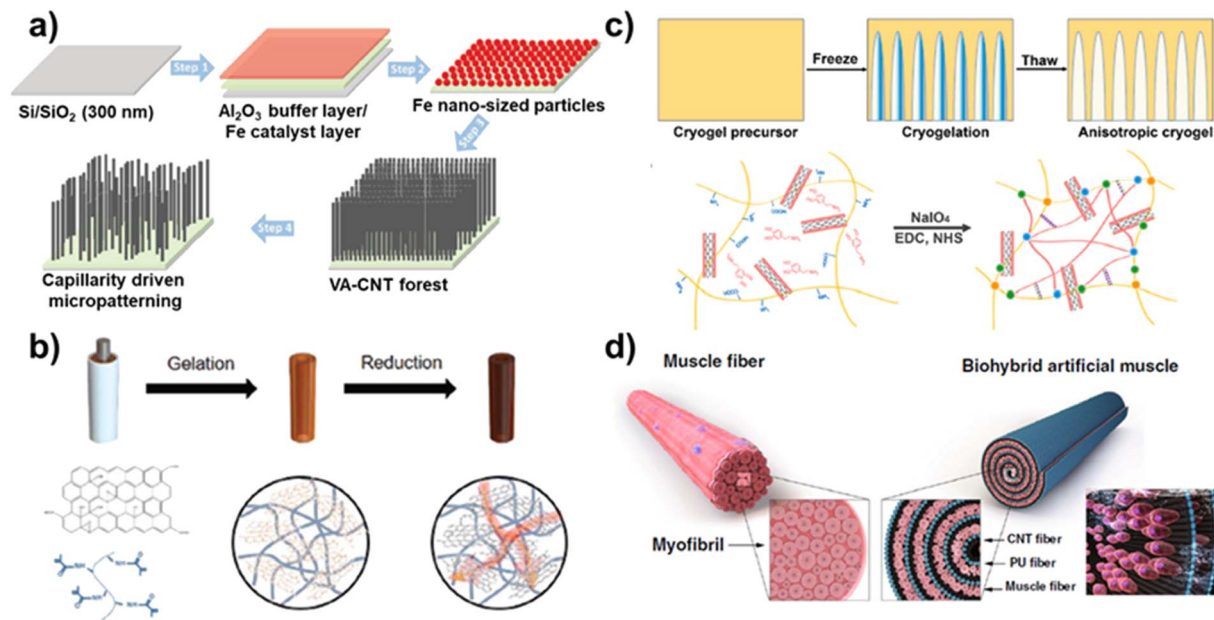 a)
Step 1
Step 2
Si/SiO₂ (300 nm)
Al₂O₃ buffer layer/
Fe catalyst layer
Fe nano-sized particles
Step 3
Step 4
Capillarity driven
micropatterning
VA-CNT forest
b)
Gelation
Reduction
c)
Freeze
Thaw
Cryogel precursor
Cryogelation
Anisotropic cryogel
NaIO₄
EDC, NHS
d)
Muscle fiber
Biohybrid artificial muscle
Myofibril
CNT fiber
PU fiber
Muscle fiber